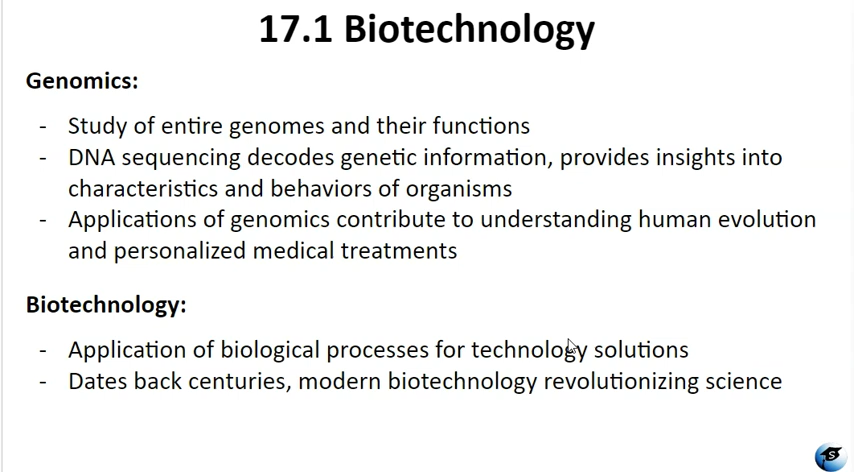 17.1 Biotechnology
Genomics:
- Study of entire genomes and their functions
- DNA sequencing decodes genetic information, provides insights into
characteristics and behaviors of organisms
- Applications of genomics contribute to understanding human evolution
and personalized medical treatments
Biotechnology:
- Application of biological processes for technology solutions
- Dates back centuries, modern biotechnology revolutionizing science
S